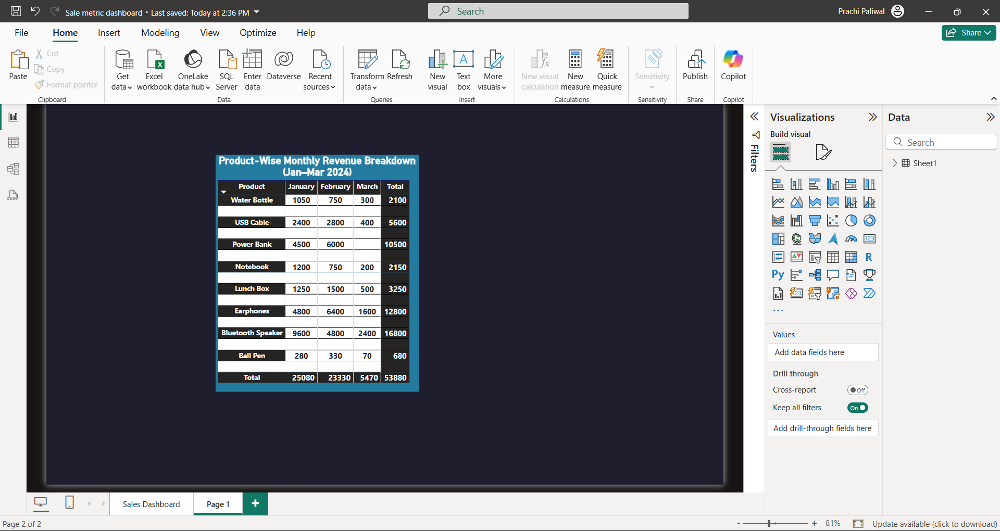 Sale metric dashboard • Last saved: Today at 2:36 PM
Search
Prachi Paliwal
File Home Insert Modeling View Optimize Help
Share
Paste
Cut
Copy
Format painter
Clipboard
Get data
Excel workbook
OneLake data hub
SQL Server
Enter data
Dataverse
Recent sources
Data
Transform data
Refresh
Queries
New visual
Text box
More visuals
Insert
New visual calculation
New measure
Quick measure
Calculations
Sensitivity
Sensitivity
Publish
Share
Copilot
Copilot
Product-Wise Monthly Revenue Breakdown
(Jan—Mar 2024)
Product January February March Total
Water Bottle 1050 750 300 2100
USB Cable 2400 2800 400 5600
Power Bank 4500 6000 10500
Notebook 1200 750 200 2150
Lunch Box 1250 1500 500 3250
Earphones 4800 6400 1600 12800
Bluetooth Speaker 9600 4800 2400 16800
Ball Pen 280 330 70 680
Total 25080 23330 5470 53880
Filters
Visualizations
Build visual
R
Py
123
123
DAX
A
fx
Values
Add data fields here
Drill through
Cross-report Off
Keep all filters On
Add drill-through fields here
Data
Search
Sheet1
Sales Dashboard
Page 1
+
Page 2 of 2
- + 81%
Update available (click to download)